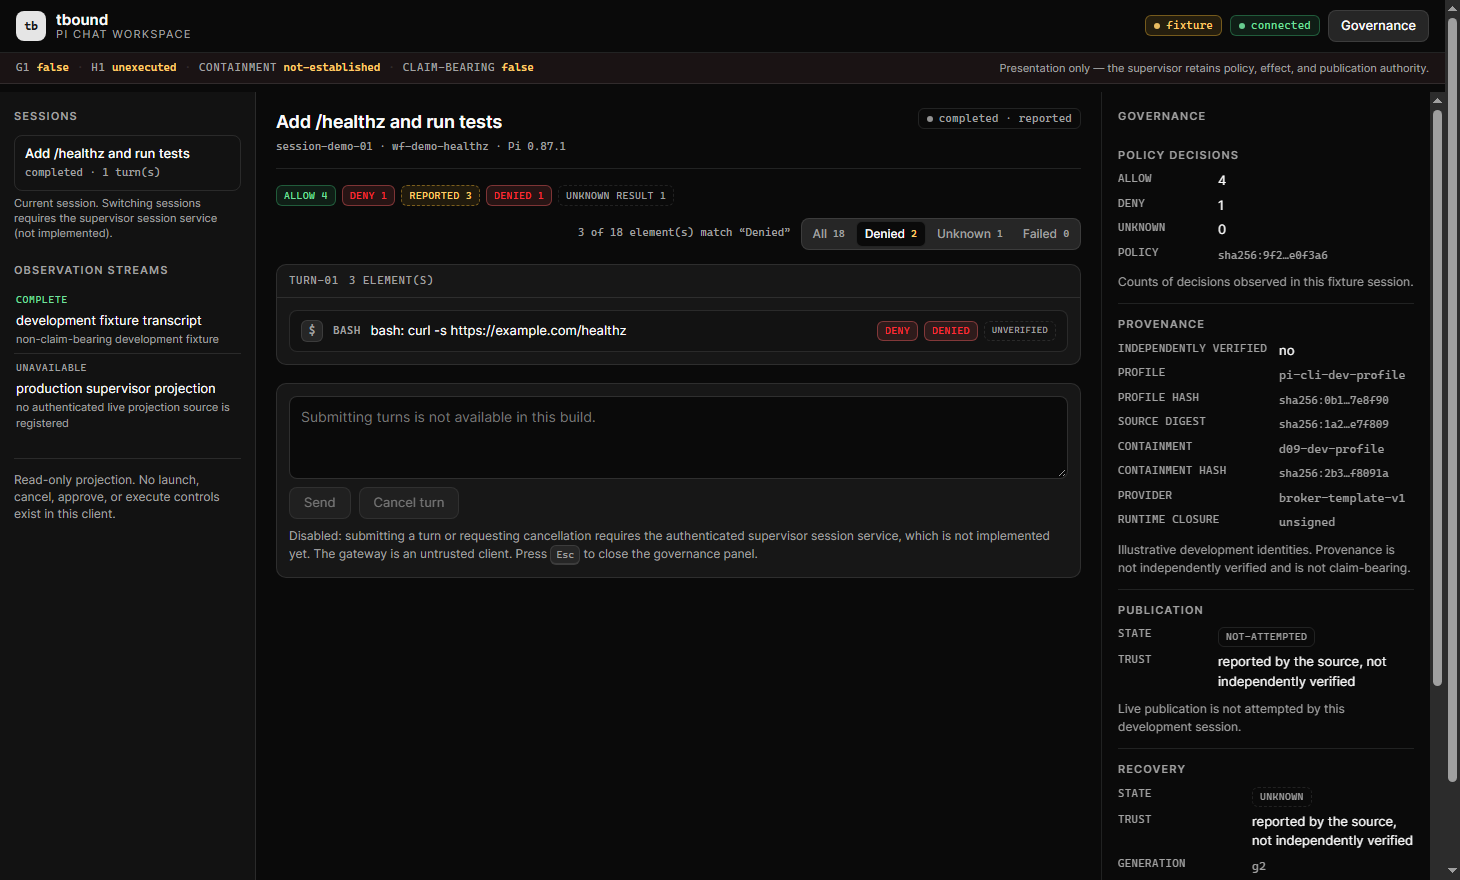 tb
tbound
PI CHAT WORKSPACE
fixture
connected
Governance
G1 false · H1 unexecuted · CONTAINMENT not-established · CLAIM-BEARING false
Presentation only — the supervisor retains policy, effect, and publication authority.
SESSIONS
Add /healthz and run tests
completed · 1 turn(s)
Current session. Switching sessions
requires the supervisor session service
(not implemented).
OBSERVATION STREAMS
COMPLETE
development fixture transcript
non-claim-bearing development fixture
UNAVAILABLE
production supervisor projection
no authenticated live projection source is
registered
Read-only projection. No launch,
cancel, approve, or execute controls
exist in this client.
Add /healthz and run tests
completed · reported
session-demo-01 · wf-demo-healthz · Pi 0.87.1
ALLOW 4
DENY 1
REPORTED 3
DENIED 1
UNKNOWN RESULT 1
3 of 18 element(s) match “Denied”
All 18
Denied 2
Unknown 1
Failed 0
TURN-01 3 ELEMENT(S)
$ BASH bash: curl -s https://example.com/healthz
DENY
DENIED
UNVERIFIED
Submitting turns is not available in this build.
Send
Cancel turn
Disabled: submitting a turn or requesting cancellation requires the authenticated supervisor session service, which is not implemented
yet. The gateway is an untrusted client. Press Esc to close the governance panel.
GOVERNANCE
POLICY DECISIONS
ALLOW 4
DENY 1
UNKNOWN 0
POLICY sha256:9f2…e0f3a6
Counts of decisions observed in this fixture session.
PROVENANCE
INDEPENDENTLY VERIFIED no
PROFILE pi-cli-dev-profile
PROFILE HASH sha256:0b1…7e8f90
SOURCE DIGEST sha256:1a2…e7f809
CONTAINMENT d09-dev-profile
CONTAINMENT HASH sha256:2b3…f8091a
PROVIDER broker-template-v1
RUNTIME CLOSURE unsigned
Illustrative development identities. Provenance is
not independently verified and is not claim-bearing.
PUBLICATION
STATE NOT-ATTEMPTED
TRUST reported by the source, not
independently verified
Live publication is not attempted by this
development session.
RECOVERY
STATE UNKNOWN
TRUST reported by the source,
not independently verified
GENERATION g2